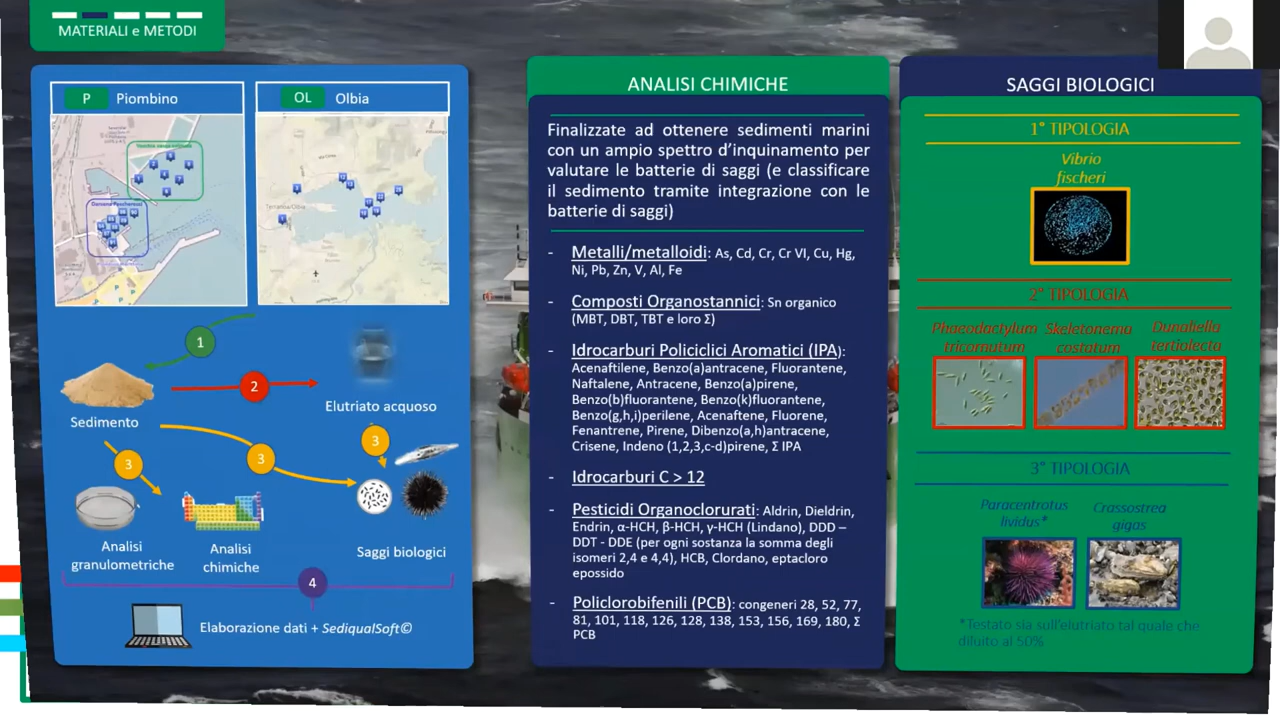 MATERIALI e METODI
P Piombino
OL Olbia
1
Sedimento
2
Elutriato acquoso
3
3
3
Analisi
granulometriche
Analisi
chimiche
Saggi biologici
4
Elaborazione dati + SediqualSoft©
ANALISI CHIMICHE
Finalizzate ad ottenere sedimenti marini
con un ampio spettro d'inquinamento per
valutare le batterie di saggi (e classificare
il sedimento tramite integrazione con le
batterie di saggi)
- Metalli/metalloidi: As, Cd, Cr, Cr VI, Cu, Hg,
Ni, Pb, Zn, V, Al, Fe
- Composti Organostannici: Sn organico
(MBT, DBT, TBT e loro Σ)
- Idrocarburi Policiclici Aromatici (IPA):
Acenaftilene, Benzo(a)antracene, Fluorantene,
Naftalene, Antracene, Benzo(a)pirene,
Benzo(b)fluorantene, Benzo(k)fluorantene,
Benzo(g,h,i)perilene, Acenaftene, Fluorene,
Fenantrene, Pirene, Dibenzo(a,h)antracene,
Crisene, Indeno (1,2,3,c-d)pirene, Σ IPA
- Idrocarburi C > 12
- Pesticidi Organoclorurati: Aldrin, Dieldrin,
Endrin, α-HCH, β-HCH, γ-HCH (Lindano), DDD –
DDT - DDE (per ogni sostanza la somma degli
isomeri 2,4 e 4,4), HCB, Clordano, eptacloro
epossido
- Policlorobifenili (PCB): congeneri 28, 52, 77,
81, 101, 118, 126, 128, 138, 153, 156, 169, 180, Σ
PCB
SAGGI BIOLOGICI
1° TIPOLOGIA
Vibrio
fischeri
2° TIPOLOGIA
Phaeodactylum
tricornutum
Skeletonema
costatum
Dunaliella
tertiolecta
3° TIPOLOGIA
Paracentrotus
lividus*
Crassostrea
gigas
*Testato sia sull'elutriato tal quale che
diluito al 50%